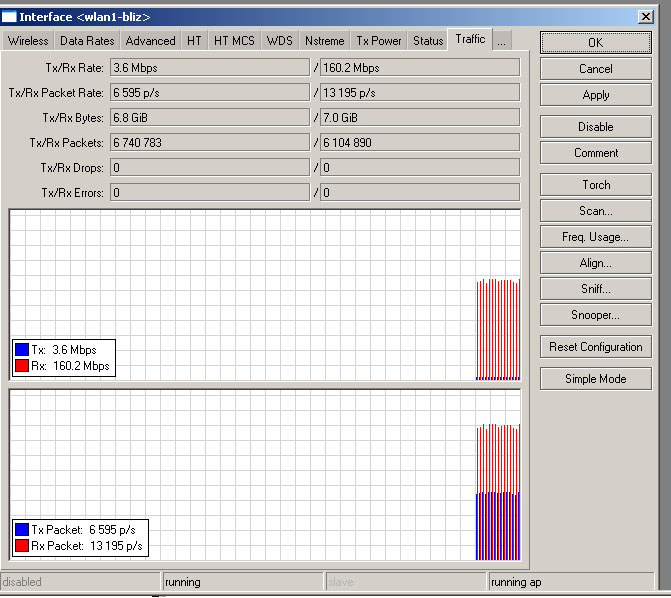 Interface <wlan1-bliz>
Wireless Data Rates Advanced HT HT MCS WDS Nstreme Tx Power Status Traffic ...
OK
Tx/Rx Rate: 3.6 Mbps / 160.2 Mbps
Cancel
Tx/Rx Packet Rate: 6 595 p/s / 13 195 p/s
Apply
Tx/Rx Bytes: 6.8 GiB / 7.0 GiB
Disable
Tx/Rx Packets: 6 740 783 / 6 104 890
Comment
Tx/Rx Drops: 0 / 0
Torch
Tx/Rx Errors: 0 / 0
Scan...
Freq. Usage...
Align...
Sniff...
Snooper...
Reset Configuration
Simple Mode
Tx: 3.6 Mbps
Rx: 160.2 Mbps
Tx Packet: 6 595 p/s
Rx Packet: 13 195 p/s
disabled running slave running ap